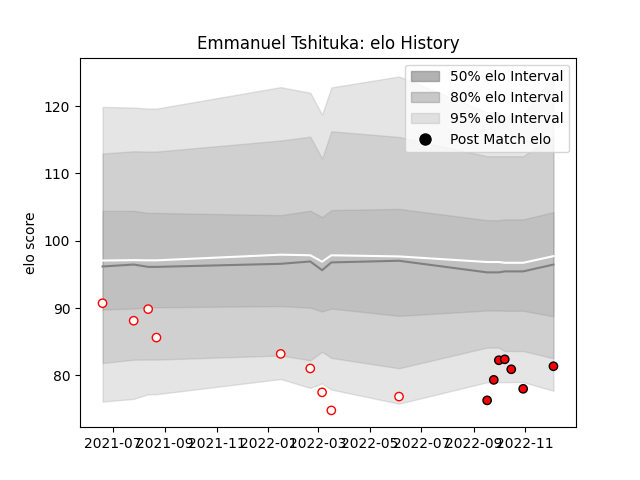 Emmanuel Tshituka: elo History
50% elo Interval
80% elo Interval
95% elo Interval
Post Match elo
elo score
120
110
100
90
80
2021-07 2021-09 2021-11 2022-01 2022-03 2022-05 2022-07 2022-09 2022-11